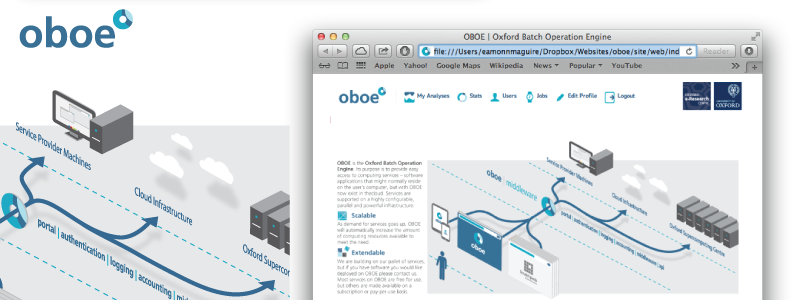 oboe
Service Provider Machines
Cloud Infrastructure
portal | authentication | logging | accounting | mid
Oxford Supercor
OBOE | Oxford Batch Operation Engine
file:///Users/eamonnmaguire/Dropbox/Websites/oboe/site/web/ind
Reader
Apple Yahoo! Google Maps Wikipedia News Popular YouTube
oboe
My Analyses Stats Users Jobs Edit Profile Logout
e-Research
OXFORD
OBOE is the Oxford Batch Operation
Engine. Its purpose is to provide easy
access to computing services – software
applications that might normally reside
on the user's computer, but with OBOE
now exist in thecloud. Services are
supported on a highly configurable,
parallel and powerful infrastructure.
Scalable
As demand for services goes up, OBOE
will automatically increase the amount
of computing resources available to
meet the need.
Extendable
We are building on our pallet of services,
but if you have software you would like
deployed on OBOE please contact us.
Most services on OBOE are free for use,
but others are made available on a
subscription or pay-per-use basis.
oboe middleware
Service Provider Machines
Cloud Infrastructure
Oxford Supercomputing Centre
portal | authentication | logging | accounting | middleware | api
oboe